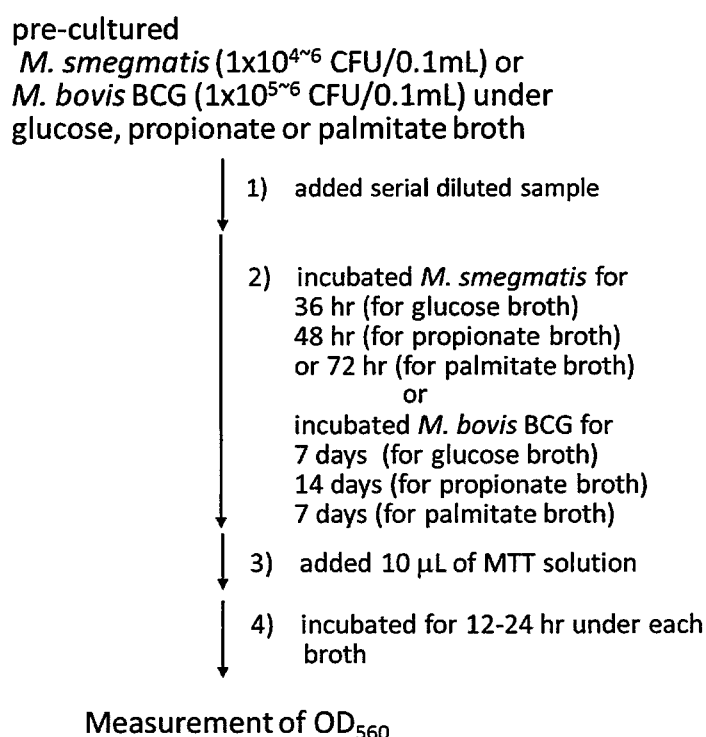 pre-cultured
M. smegmatis (1x10⁴~⁶ CFU/0.1mL) or
M. bovis BCG (1x10⁵~⁶ CFU/0.1mL) under
glucose, propionate or palmitate broth
1) added serial diluted sample
2) incubated M. smegmatis for
36 hr (for glucose broth)
48 hr (for propionate broth)
or 72 hr (for palmitate broth)
or
incubated M. bovis BCG for
7 days (for glucose broth)
14 days (for propionate broth)
7 days (for palmitate broth)
3) added 10 μL of MTT solution
4) incubated for 12-24 hr under each
broth
Measurement of OD₅₆₀